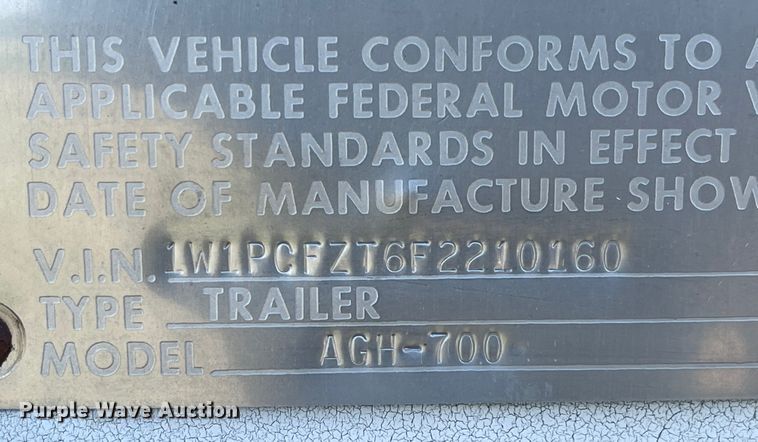 THIS VEHICLE CONFORMS TO
APPLICABLE FEDERAL MOTOR
SAFETY STANDARDS IN EFFECT
DATE OF MANUFACTURE SHOW
V.I.N. 1W1PCFZT6F2210160
TYPE TRAILER
MODEL AGH-700
Purple Wave Auction